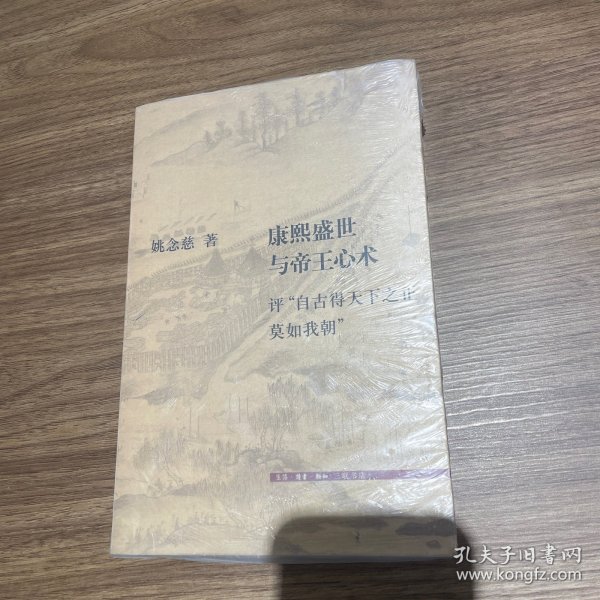 姚念慈 著
康熙盛世
与帝王心术
评“自古得天下之正
莫如我朝”
生活·读书·新知 三联书店
孔夫子旧书网
www.kongfz.com